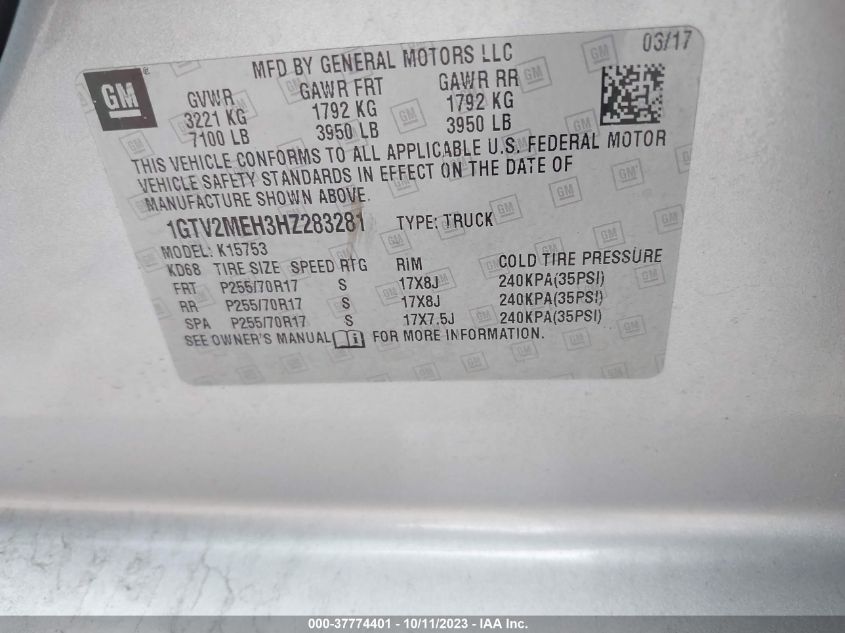 GM
MFD BY GENERAL MOTORS LLC
03/17
GVWR GAWR FRT GAWR RR
3221 KG 1792 KG 1792 KG
7100 LB 3950 LB 3950 LB
THIS VEHICLE CONFORMS TO ALL APPLICABLE U.S. FEDERAL MOTOR
VEHICLE SAFETY STANDARDS IN EFFECT ON THE DATE OF
MANUFACTURE SHOWN ABOVE.
1GTV2MEH3HZ283281 TYPE: TRUCK
MODEL: K15753
KD68 TIRE SIZE SPEED RTG RIM COLD TIRE PRESSURE
FRT P255/70R17 S 17X8J 240KPA(35PSI)
RR P255/70R17 S 17X8J 240KPA(35PSI)
SPA P255/70R17 S 17X7.5J 240KPA(35PSI)
SEE OWNER'S MANUAL FOR MORE INFORMATION.
000-37774401 - 10/11/2023 - IAA Inc.